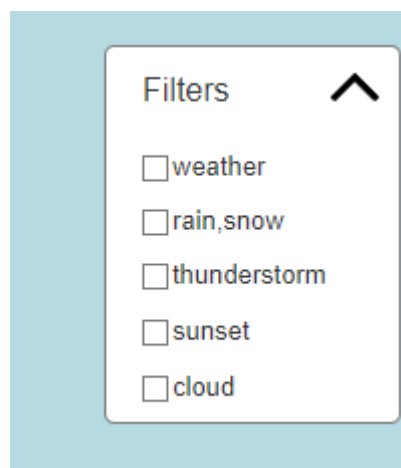 Filters
weather
rain,snow
thunderstorm
sunset
cloud